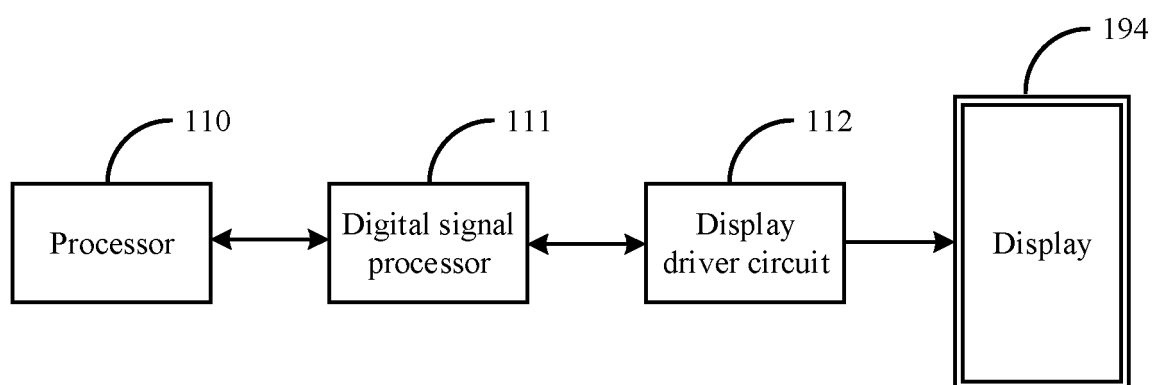 194
110
111
112
Processor
Digital signal
processor
Display
driver circuit
Display